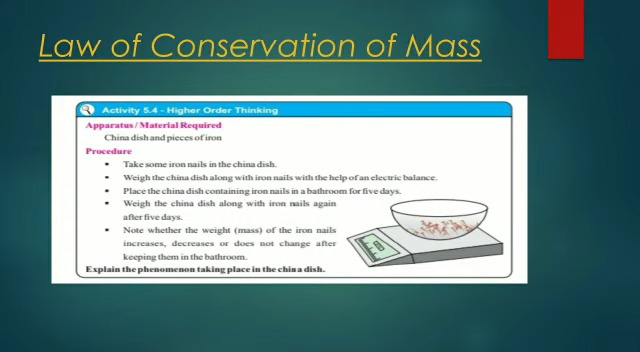 Law of Conservation of Mass
Activity 5.4 - Higher Order Thinking
Apparatus / Material Required
China dish and pieces of iron
Procedure
• Take some iron nails in the china dish.
• Weigh the china dish along with iron nails with the help of an electric balance.
• Place the china dish containing iron nails in a bathroom for five days.
• Weigh the china dish along with iron nails again
after five days.
• Note whether the weight (mass) of the iron nails
increases, decreases or does not change after
keeping them in the bathroom.
Explain the phenomenon taking place in the china dish.